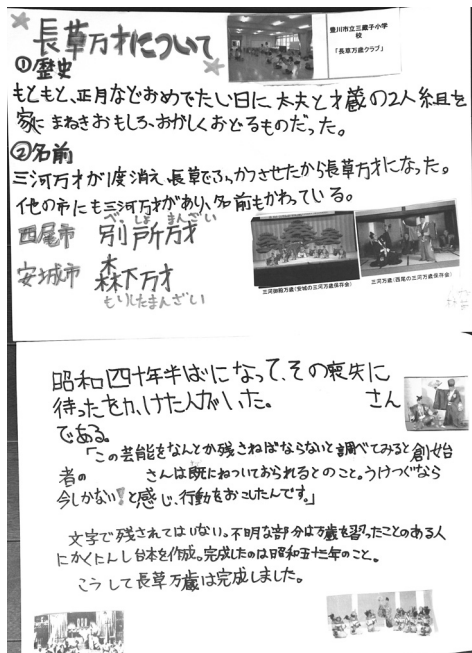 長草万才について
豊川市立三蔵子小学
校
「長草万歳クラブ」
①歴史
もともと、正月などおめでたい日に太夫と才蔵の2人組を
家にまねきおもしろ、おかしくおどるものだった。
②名前
三河万才が1度消え長草でふっかつさせたから長草万才になった。
他の市にも三河万才があり、名前もかわっている。
べっしょまんざい
西尾市 別所万才
安城市 森下万才
もりしたまんざい
三河御殿万歳(安城の三河万歳保存会)
三河万歳(西尾の三河万歳保存会)
昭和四十年半ばになって、その喪失に
待ったをかけた人がいた。 さん
である。
「この芸能をなんとか残さねばならないと調べてみると創始
者の さんは既にねついておられるとのこと。うけつぐなら
今しかない!と感じ、行動をおこしたんです。」
文字で残されてはいない。不明な部分は万歳を習ったことのある人
にかくにんし台本を作成。完成したのは昭和五十三年のこと。
こうして長草万歳は完成しました。